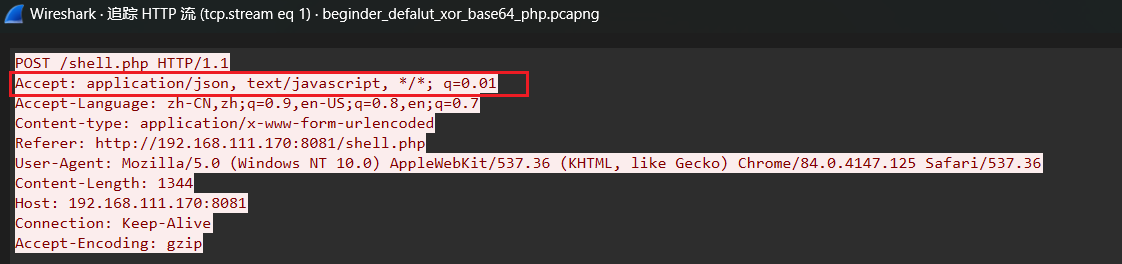 Wireshark · 追踪 HTTP 流 (tcp.stream eq 1) · beginder_defalut_xor_base64_php.pcapng
POST /shell.php HTTP/1.1
Accept: application/json, text/javascript, */*; q=0.01
Accept-Language: zh-CN,zh;q=0.9,en-US;q=0.8,en;q=0.7
Content-type: application/x-www-form-urlencoded
Referer: http://192.168.111.170:8081/shell.php
User-Agent: Mozilla/5.0 (Windows NT 10.0) AppleWebKit/537.36 (KHTML, like Gecko) Chrome/84.0.4147.125 Safari/537.36
Content-Length: 1344
Host: 192.168.111.170:8081
Connection: Keep-Alive
Accept-Encoding: gzip